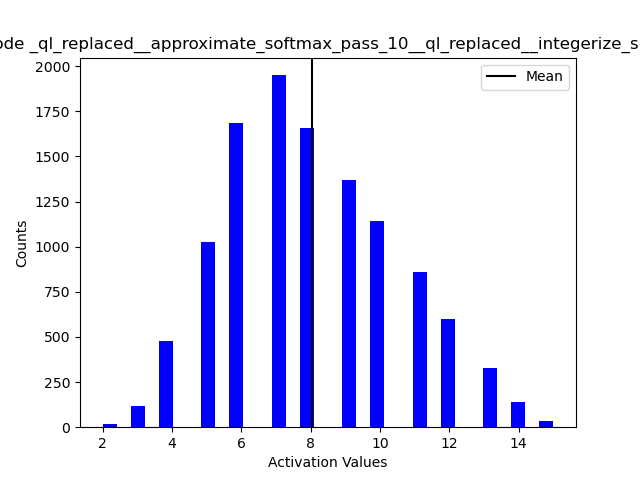 ode _ql_replaced__approximate_softmax_pass_10__ql_replaced__integerize_s
Mean
Counts
2000
1750
1500
1250
1000
750
500
250
0
2 4 6 8 10 12 14
Activation Values